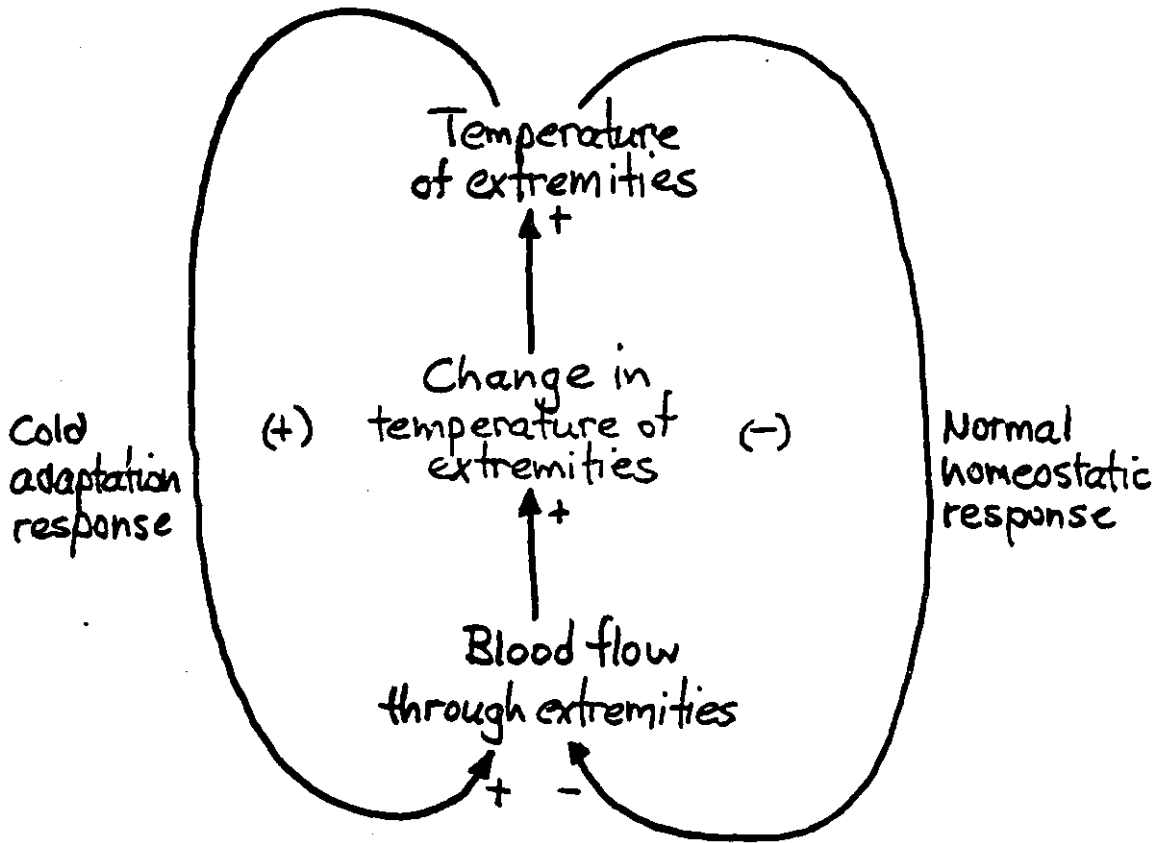 Temperature
of extremities
+
Change in
temperature of
extremities
(+)
(-)
Cold
adaptation
response
Normal
homeostatic
response
+
Blood flow
through extremities
+
-